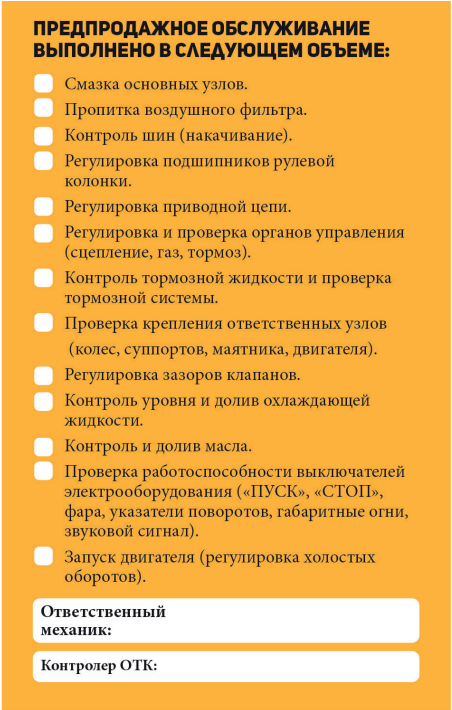 ПРЕДПРОДАЖНОЕ ОБСЛУЖИВАНИЕ
ВЫПОЛНЕНО В СЛЕДУЮЩЕМ ОБЪЕМЕ:
Смазка основных узлов.
Пропитка воздушного фильтра.
Контроль шин (накачивание).
Регулировка подшипников рулевой
колонки.
Регулировка приводной цепи.
Регулировка и проверка органов управления
(сцепление, газ, тормоз).
Контроль тормозной жидкости и проверка
тормозной системы.
Проверка крепления ответственных узлов
(колес, суппортов, маятника, двигателя).
Регулировка зазоров клапанов.
Контроль уровня и долив охлаждающей
жидкости.
Контроль и долив масла.
Проверка работоспособности выключателей
электрооборудования («ПУСК», «СТОП»,
фара, указатели поворотов, габаритные огни,
звуковой сигнал).
Запуск двигателя (регулировка холостых
оборотов).
Ответственный
механик:
Контролер ОТК: